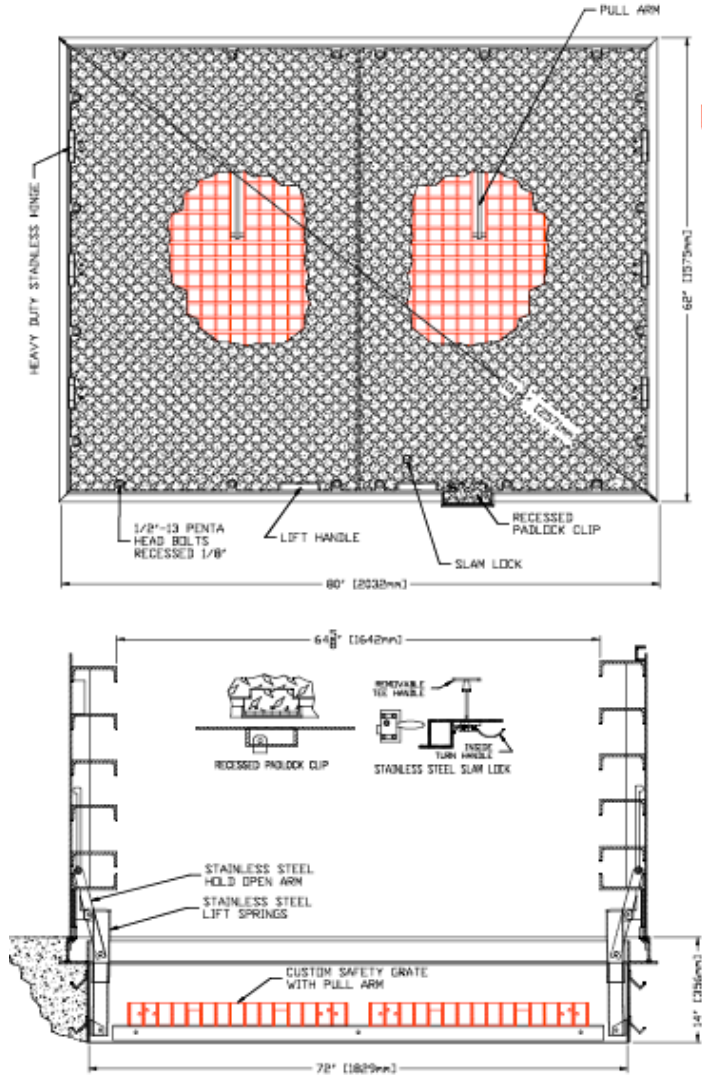 PULL ARM
HEAVY DUTY STAINLESS HINGE
62" [1575mm]
1/2"-13 PENTA
HEAD BOLTS
RECESSED 1/8"
LIFT HANDLE
RECESSED
PADLOCK CLIP
SLAM LOCK
80" [2032mm]
[1642mm]
REMOVABLE
TEE HANDLE
INSIDE
TURN HANDLE
RECESSED PADLOCK CLIP
STAINLESS STEEL SLAM LOCK
STAINLESS STEEL
HOLD OPEN ARM
STAINLESS STEEL
LIFT SPRINGS
CUSTOM SAFETY GRATE
WITH PULL ARM
14" [356mm]
72" [1829mm]